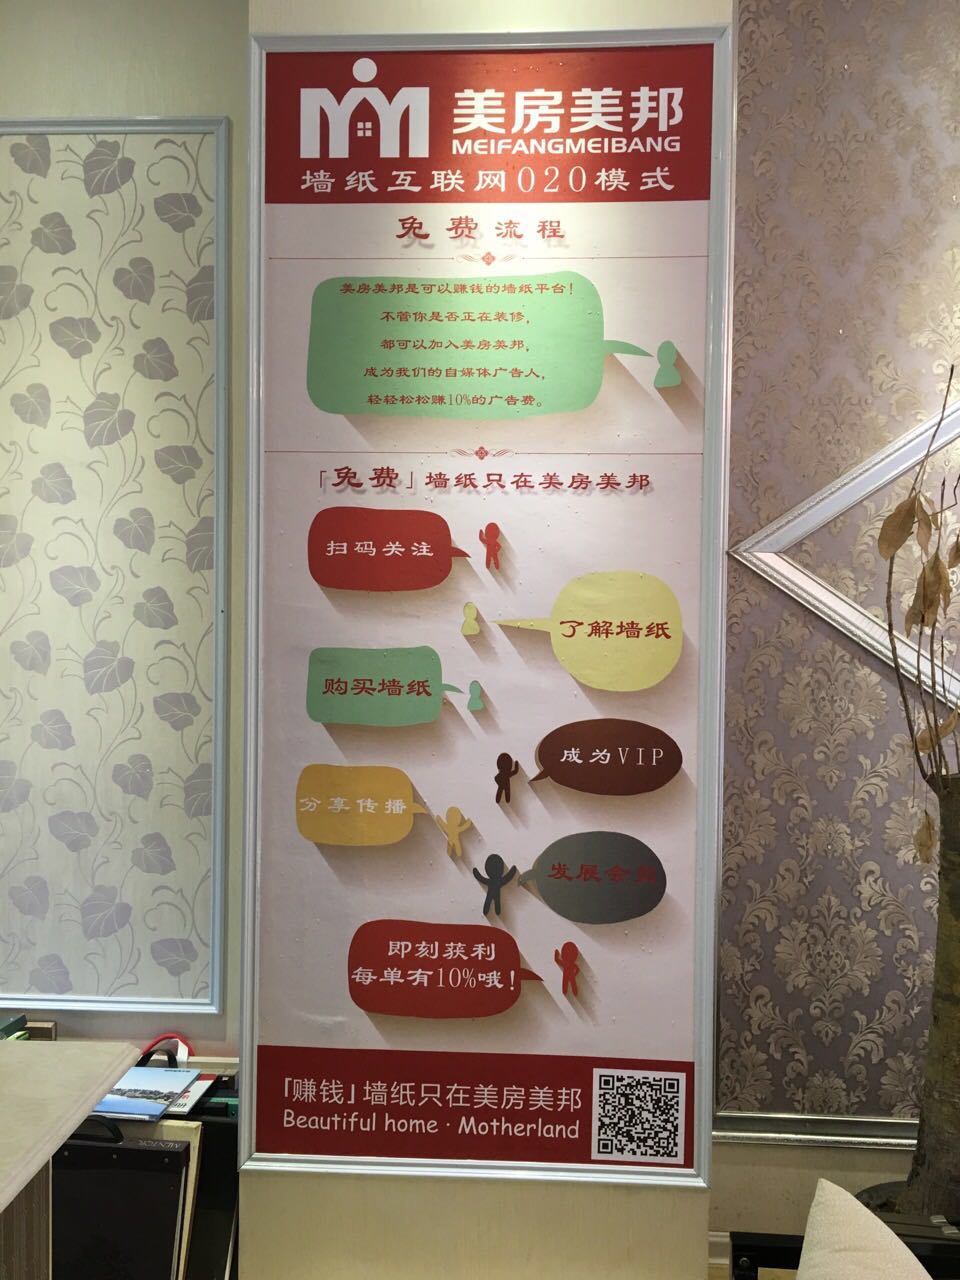 美房美邦
MEIFANGMEIBANG
墙纸互联网O2O模式
免费流程
美房美邦是可以赚钱的墙纸平台！
不管你是否正在装修，
都可以加入美房美邦，
成为我们的自媒体广告人，
轻轻松松赚10%的广告费。
「免费」墙纸只在美房美邦
扫码关注
了解墙纸
购买墙纸
成为VIP
分享传播
发展会员
即刻获利
每单有10%哦！
「赚钱」墙纸只在美房美邦
Beautiful home · Motherland